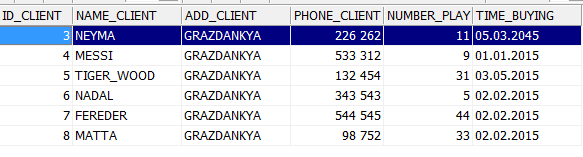 ID_CLIENT NAME_CLIENT ADD_CLIENT PHONE_CLIENT NUMBER_PLAY TIME_BUYING
3 NEYMA GRAZDANKYA 226 262 11 05.03.2045
4 MESSI GRAZDANKYA 533 312 9 01.01.2015
5 TIGER_WOOD GRAZDANKYA 132 454 31 03.05.2015
6 NADAL GRAZDANKYA 343 543 5 02.02.2015
7 FEREDER GRAZDANKYA 544 545 44 02.02.2015
8 MATTA GRAZDANKYA 98 752 33 02.02.2015